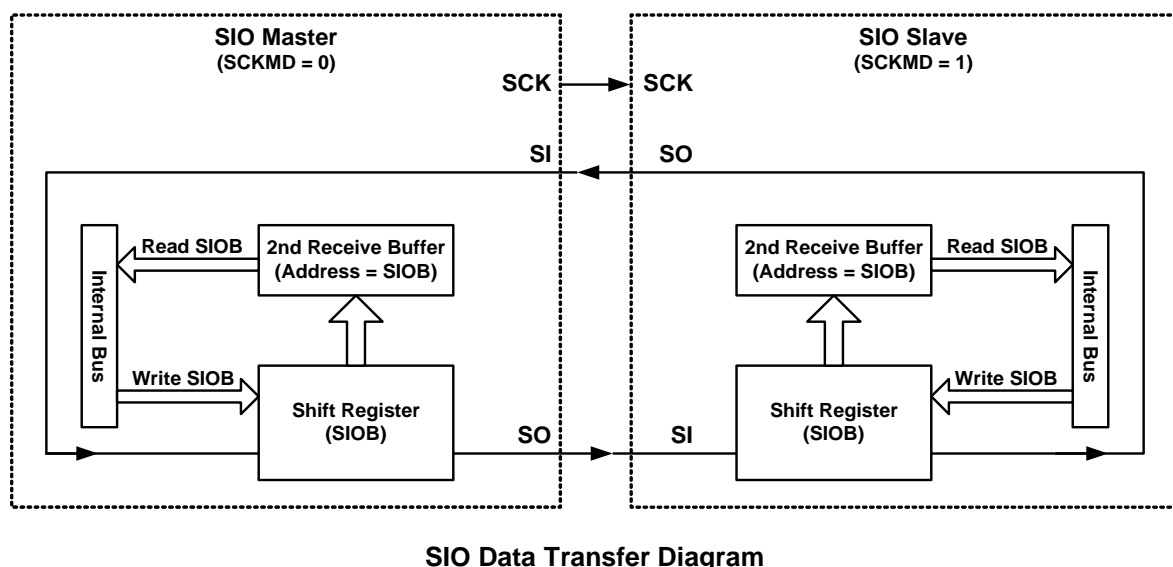 SIO Master
(SCKMD = 0)
SIO Slave
(SCKMD = 1)
SCK
SCK
SI
SO
Read SIOB
2nd Receive Buffer
(Address = SIOB)
Internal Bus
Write SIOB
Shift Register
(SIOB)
SO
SI
2nd Receive Buffer
(Address = SIOB)
Read SIOB
Internal Bus
Write SIOB
Shift Register
(SIOB)
SIO Data Transfer Diagram